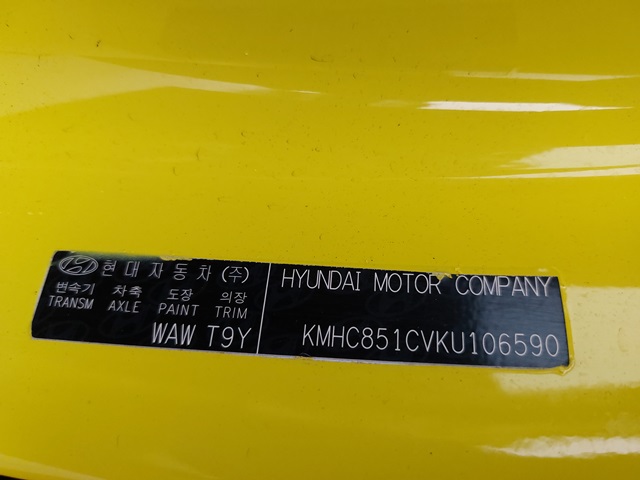 현대자동차(주)
변속기 차축 도장 의장
TRANSM AXLE PAINT TRIM
WAW T9Y
HYUNDAI MOTOR COMPANY
KMHC851CVKU106590